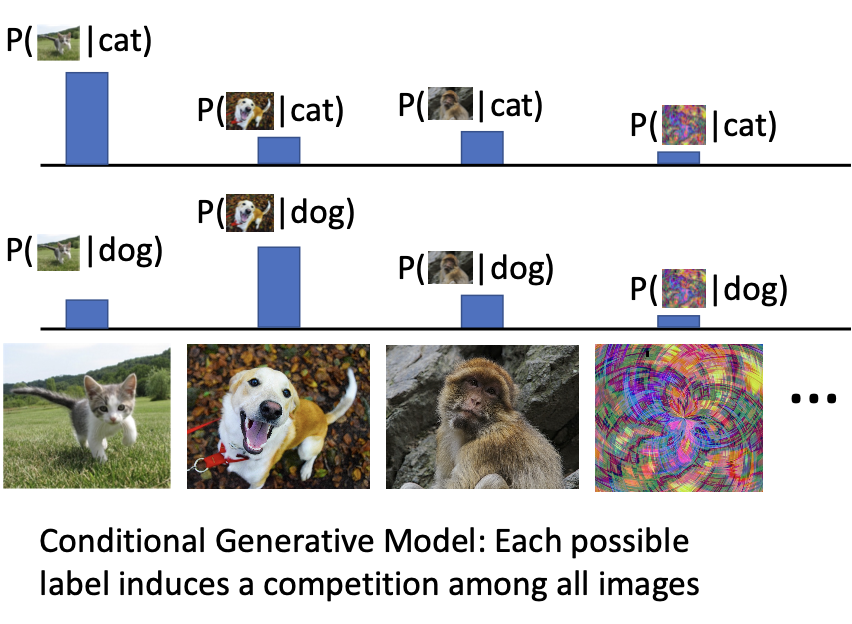 P( |cat)
P( |cat)
P( |cat)
P( |cat)
P( |dog)
P( |dog)
P( |dog)
P( |dog)
...
Conditional Generative Model: Each possible
label induces a competition among all images